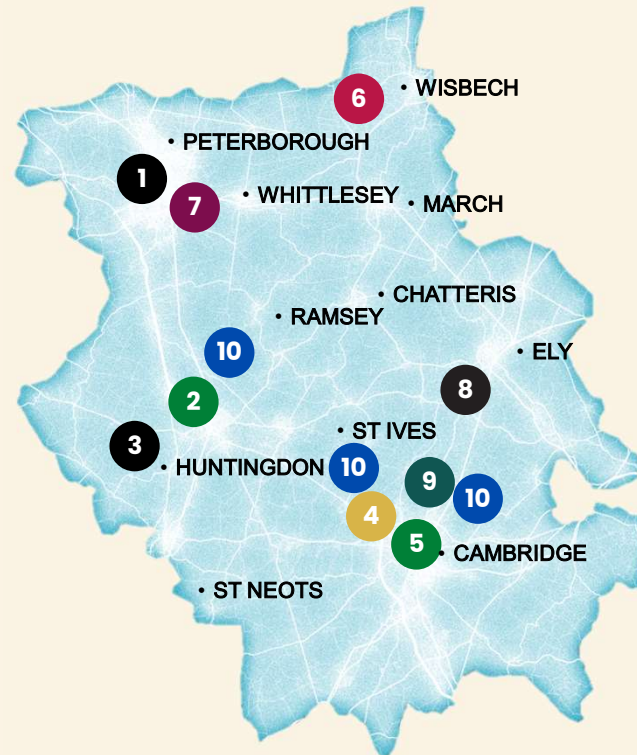 6
• WISBECH
• PETERBOROUGH
1
7
• WHITTLESEY
• MARCH
• CHATTERIS
• RAMSEY
10
• ELY
8
2
• ST IVES
3
• HUNTINGDON
10
9
10
4
5
• CAMBRIDGE
• ST NEOTS